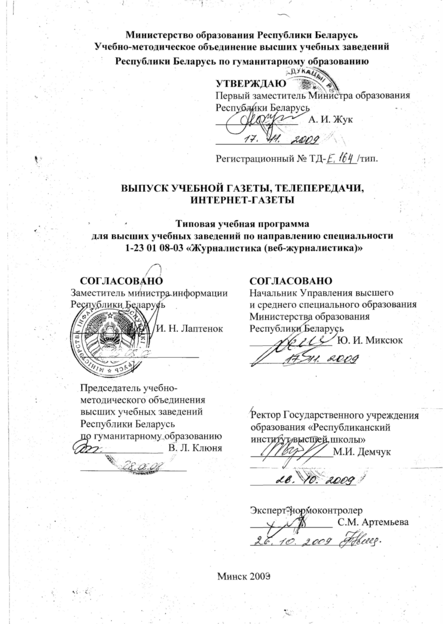 Министерство образования Республики Беларусь
Учебно-методическое объединение высших учебных заведений
Республики Беларусь по гуманитарному образованию
УТВЕРЖДАЮ
Первый заместитель Министра образования
Республики Беларусь
А. И. Жук
17. 11. 2009
Регистрационный № ТД-Е.164/тип.
ВЫПУСК УЧЕБНОЙ ГАЗЕТЫ, ТЕЛЕПЕРЕДАЧИ,
ИНТЕРНЕТ-ГАЗЕТЫ
Типовая учебная программа
для высших учебных заведений по направлению специальности
1-23 01 08-03 «Журналистика (веб-журналистика)»
СОГЛАСОВАНО
Заместитель министра информации
Республики Беларусь
И. Н. Лаптенок
Председатель учебно-
методического объединения
высших учебных заведений
Республики Беларусь
по гуманитарному образованию
В. Л. Клюня
СОГЛАСОВАНО
Начальник Управления высшего
и среднего специального образования
Министерства образования
Республики Беларусь
Ю. И. Миксюк
17. 11. 2009
Ректор Государственного учреждения
образования «Республиканский
институт высшей школы»
М.И. Демчук
26. 10. 2009
Эксперт-нормоконтролер
С.М. Артемьева
26. 10. 2009
Минск 2009